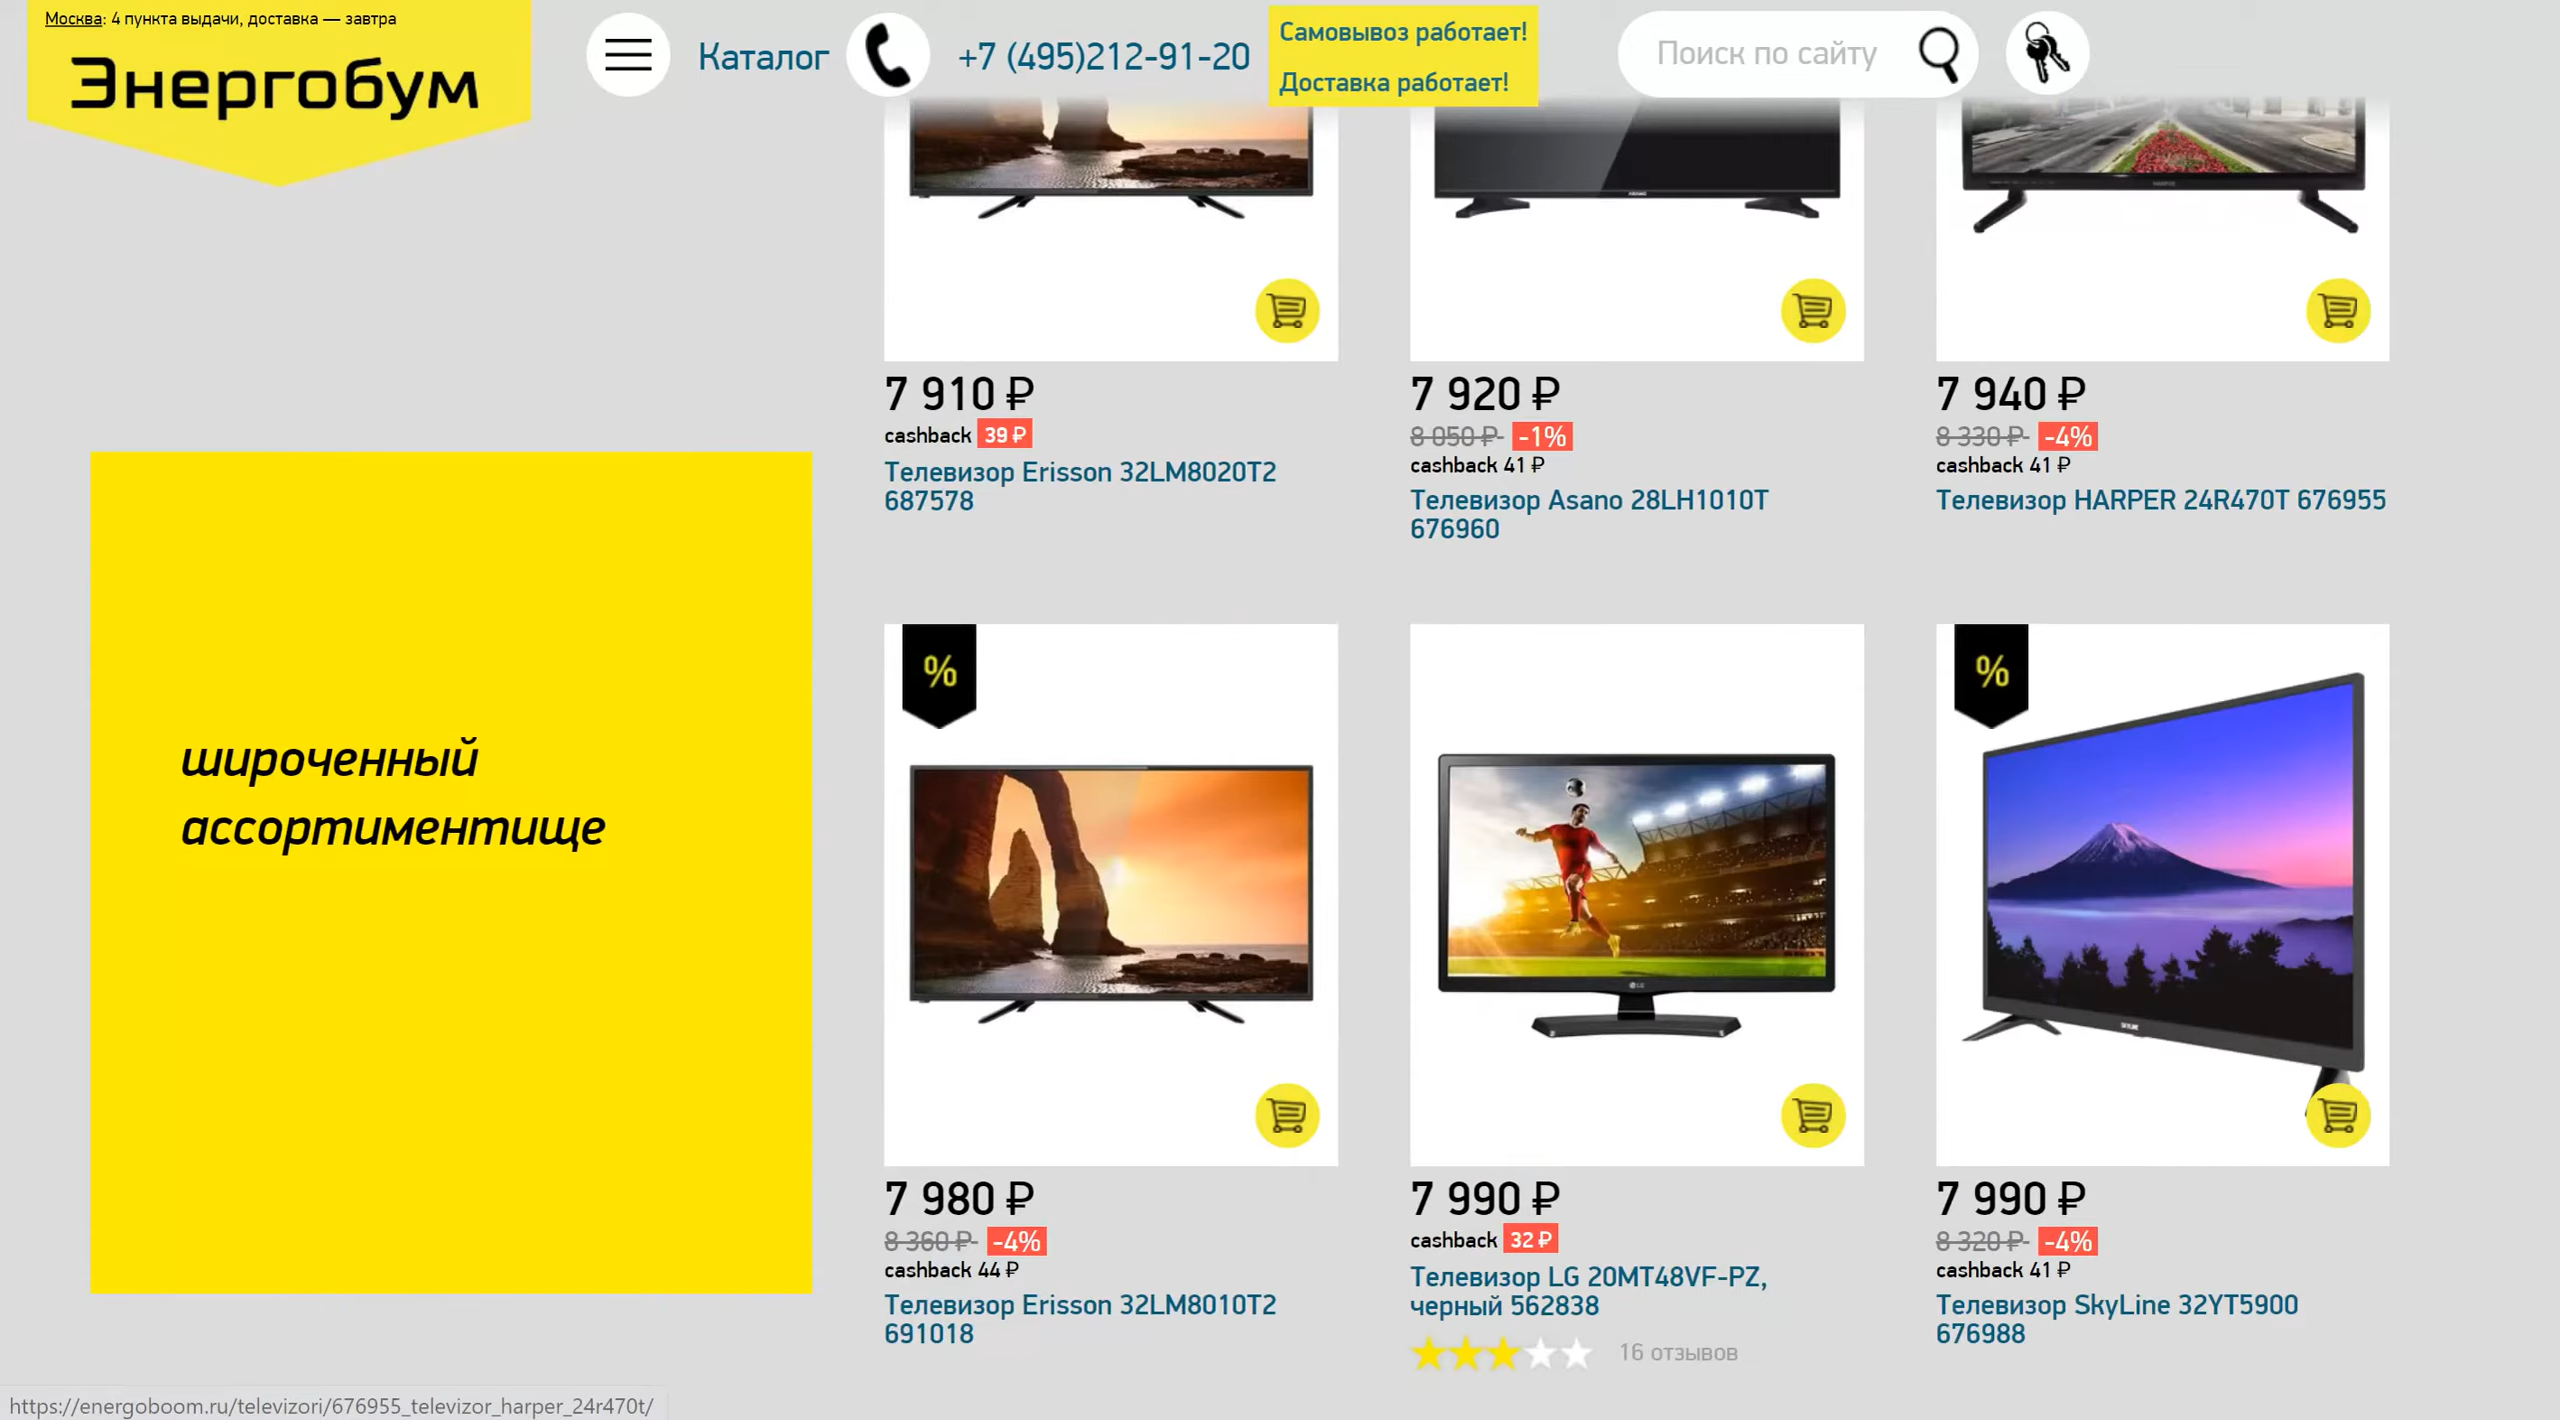 Москва: 4 пункта выдачи, доставка — завтра
Энергобум
Каталог
+7 (495)212-91-20
Самовывоз работает!
Доставка работает!
Поиск по сайту
7 910 ₽
cashback 39 ₽
Телевизор Erisson 32LM8020T2
687578
7 920 ₽
8 050 ₽ -1%
cashback 41 ₽
Телевизор Asano 28LH1010T
676960
7 940 ₽
8 330 ₽ -4%
cashback 41 ₽
Телевизор HARPER 24R470T 676955
широченный
ассортиментище
%
7 980 ₽
8 360 ₽ -4%
cashback 44 ₽
Телевизор Erisson 32LM8010T2
691018
LG
7 990 ₽
cashback 32 ₽
Телевизор LG 20MT48VF-PZ,
черный 562838
16 отзывов
%
SKYLINE
7 990 ₽
8 320 ₽ -4%
cashback 41 ₽
Телевизор SkyLine 32YT5900
676988
https://energoboom.ru/televizori/676955_televizor_harper_24r470t/